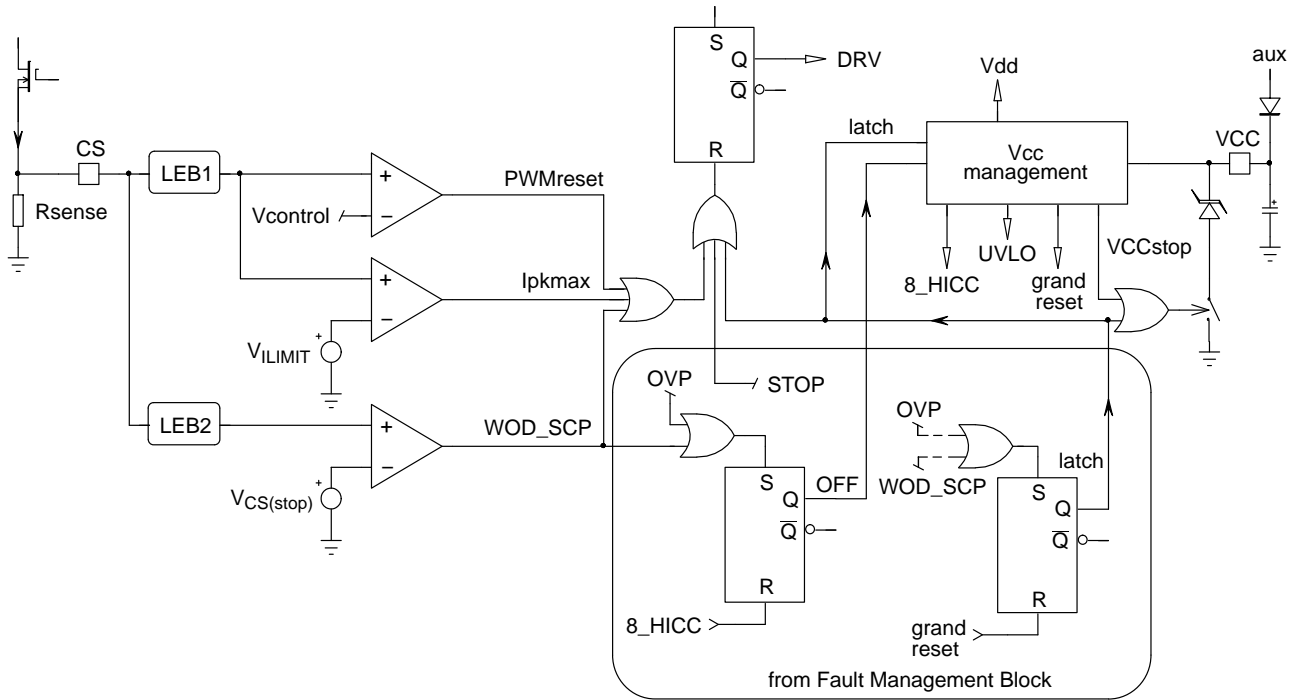 S
Q
Q
R
DRV
Vdd
aux
latch
VCC
Vcc
management
CS
LEB1
PWMreset
Rsense
Vcontrol
UVLO
VCCstop
8_HICC
grand
reset
Ipkmax
VILIMIT
OVP
STOP
LEB2
WOD_SCP
OVP
WOD_SCP
latch
VCS(stop)
S
Q
OFF
Q
R
S
Q
Q
R
8_HICC
grand
reset
from Fault Management Block